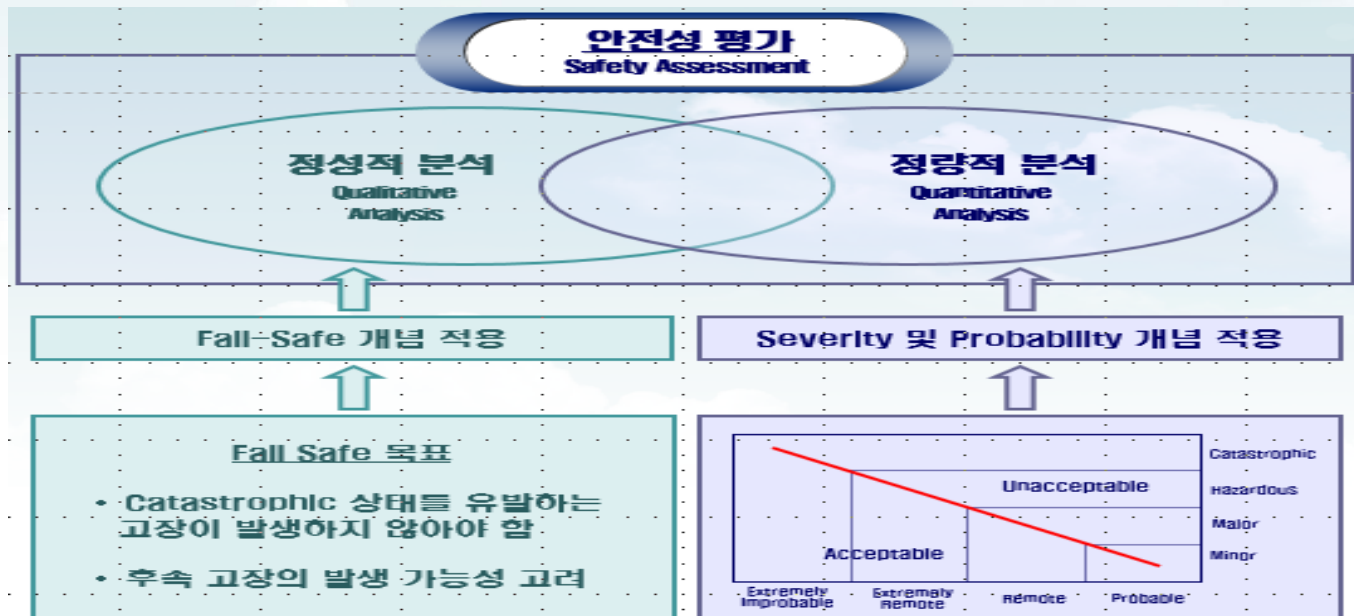 안전성 평가
Safety Assessment
정성적 분석
Qualitative
Analysis
정량적 분석
Quantitative
Analysis
Fail-Safe 개념 적용
Severity 및 Probability 개념 적용
Fail Safe 목표
• Catastrophic 상태를 유발하는
고장이 발생하지 않아야 함
• 후속 고장의 발생 가능성 고려
Catastrophic
Unacceptable
Hazardous
Major
Acceptable
Minor
Extremely
Improbable
Extremely
Remote
Remote
Probable